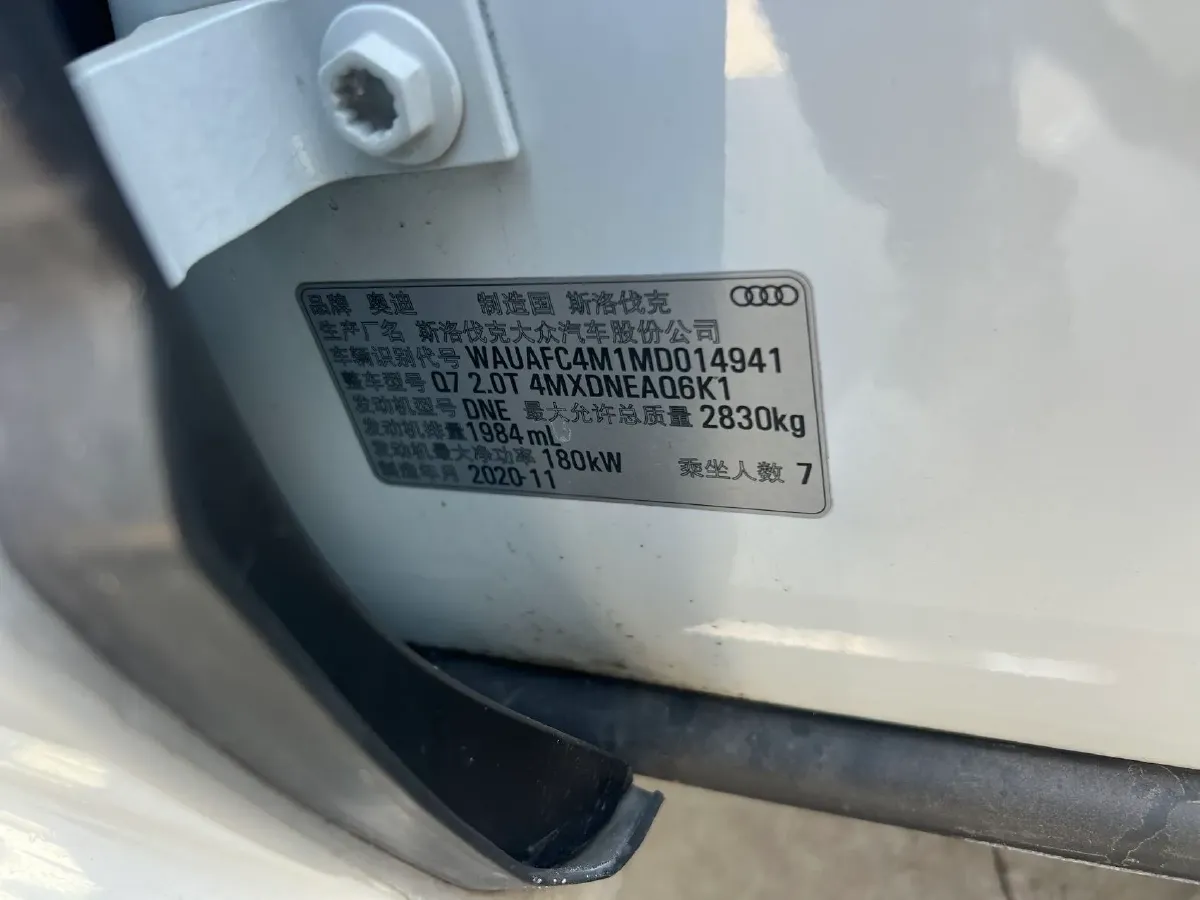 品牌 奥迪 制造国 斯洛伐克
生产厂名 斯洛伐克大众汽车股份公司
车辆识别代号 WAUAFC4M1MD014941
整车型号 Q7 2.0T 4MXDNEAQ6K1
发动机型号 DNE 最大允许总质量 2830kg
发动机排量 1984 mL
发动机最大净功率 180kW 乘坐人数 7
制造年月 2020-11